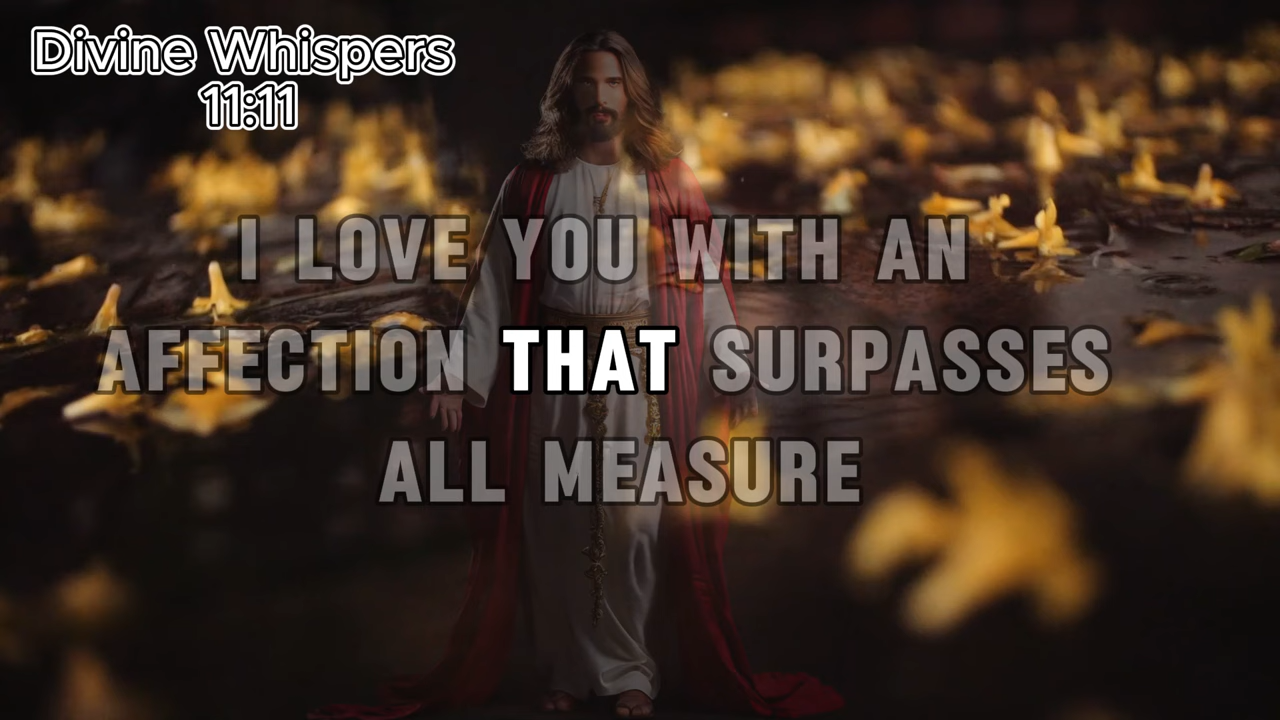 Divine Whispers
11:11
I LOVE YOU WITH AN
AFFECTION THAT SURPASSES
ALL MEASURE